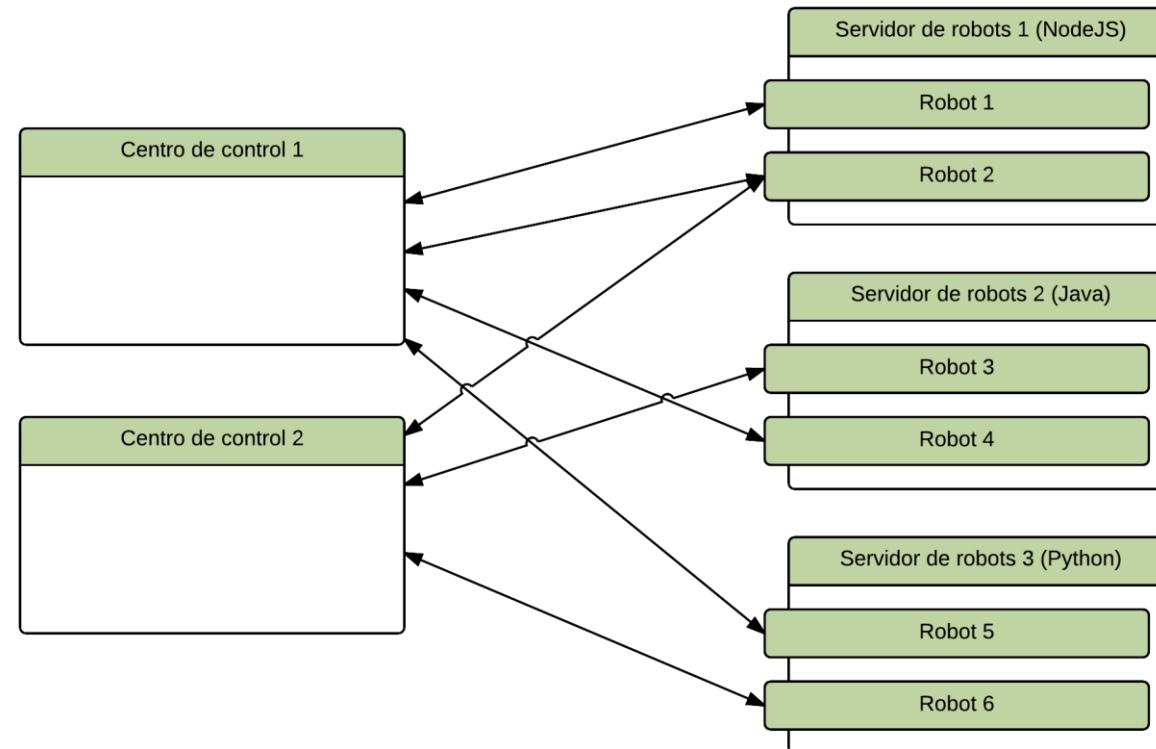 Servidor de robots 1 (NodeJS)
Robot 1
Robot 2
Centro de control 1
Servidor de robots 2 (Java)
Robot 3
Robot 4
Centro de control 2
Servidor de robots 3 (Python)
Robot 5
Robot 6